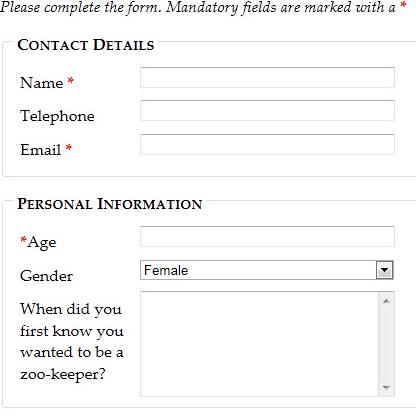 Please complete the form. Mandatory fields are marked with a *
Contact Details
Name *
Telephone
Email *
Personal Information
*Age
Gender
Female
When did you
first know you
wanted to be a
zoo-keeper?